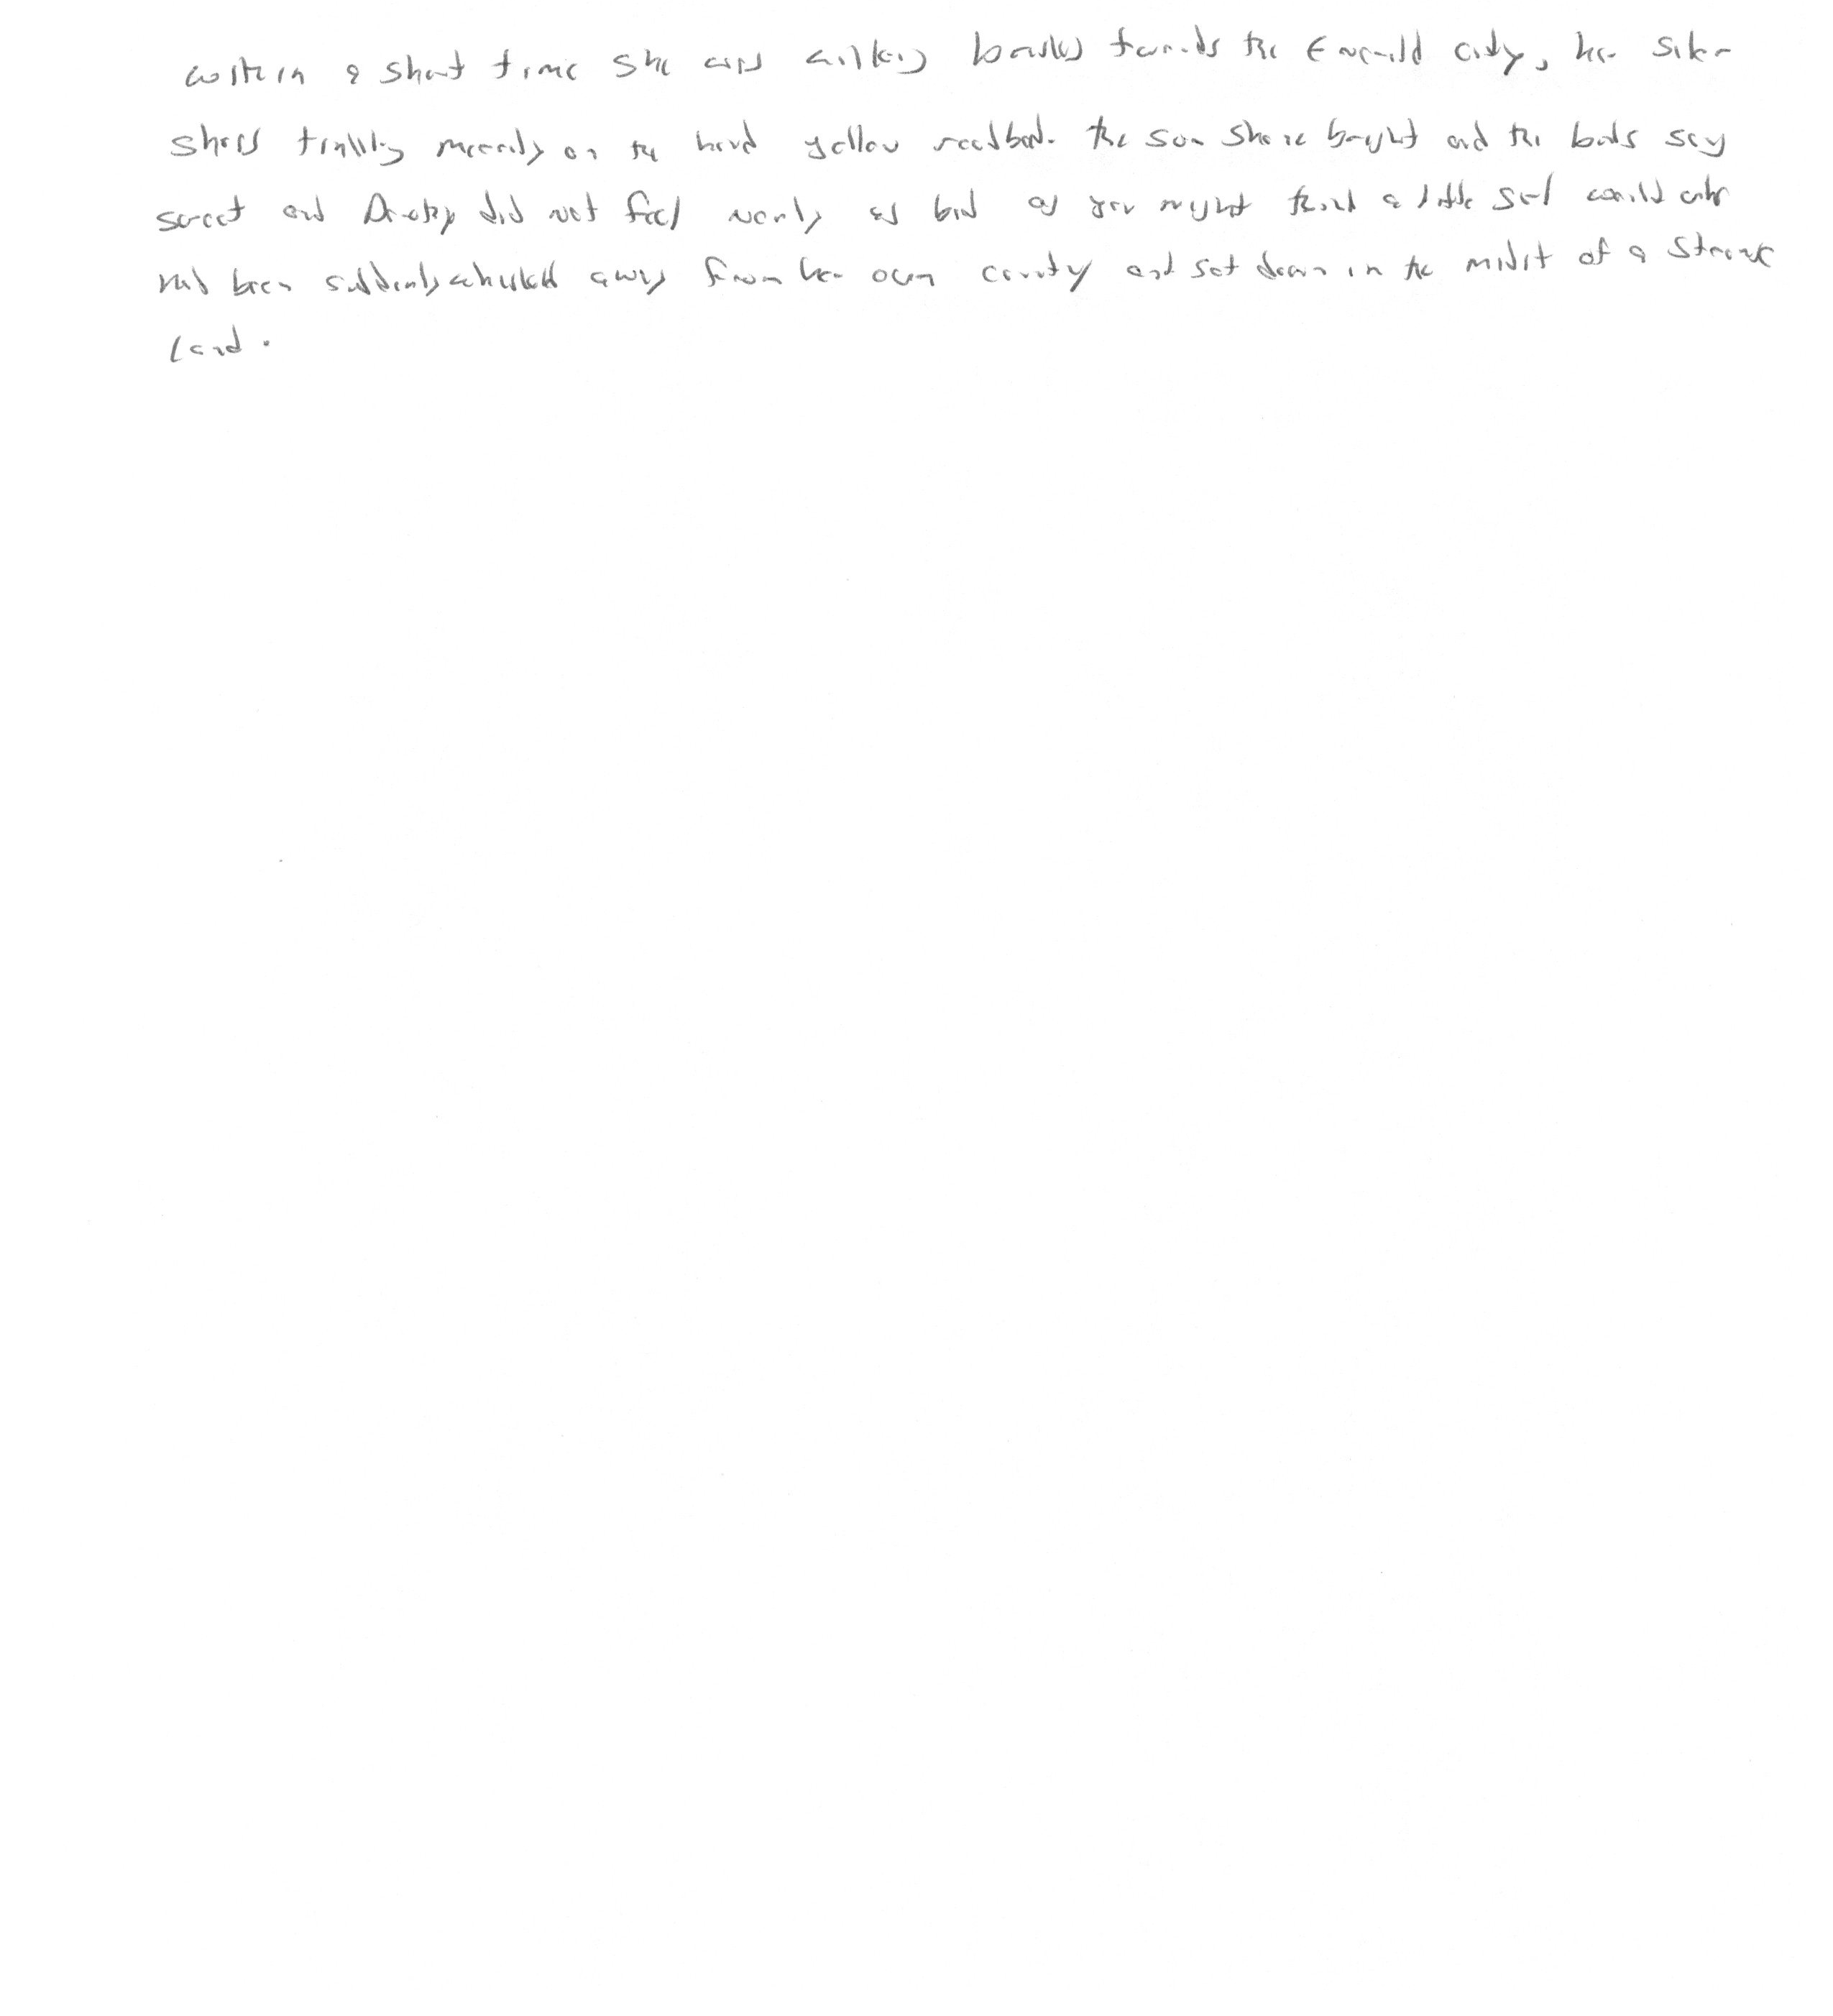 within a short time she was walking briskly towards the Emerald City, her silver
shoes tinkling merrily on the hard yellow roadbed. The sun shone bright and the birds sang
sweet and Dorothy did not feel nearly as bad as you might think a little girl would who
had been suddenly whisked away from her own country and set down in the midst of a strange
land.